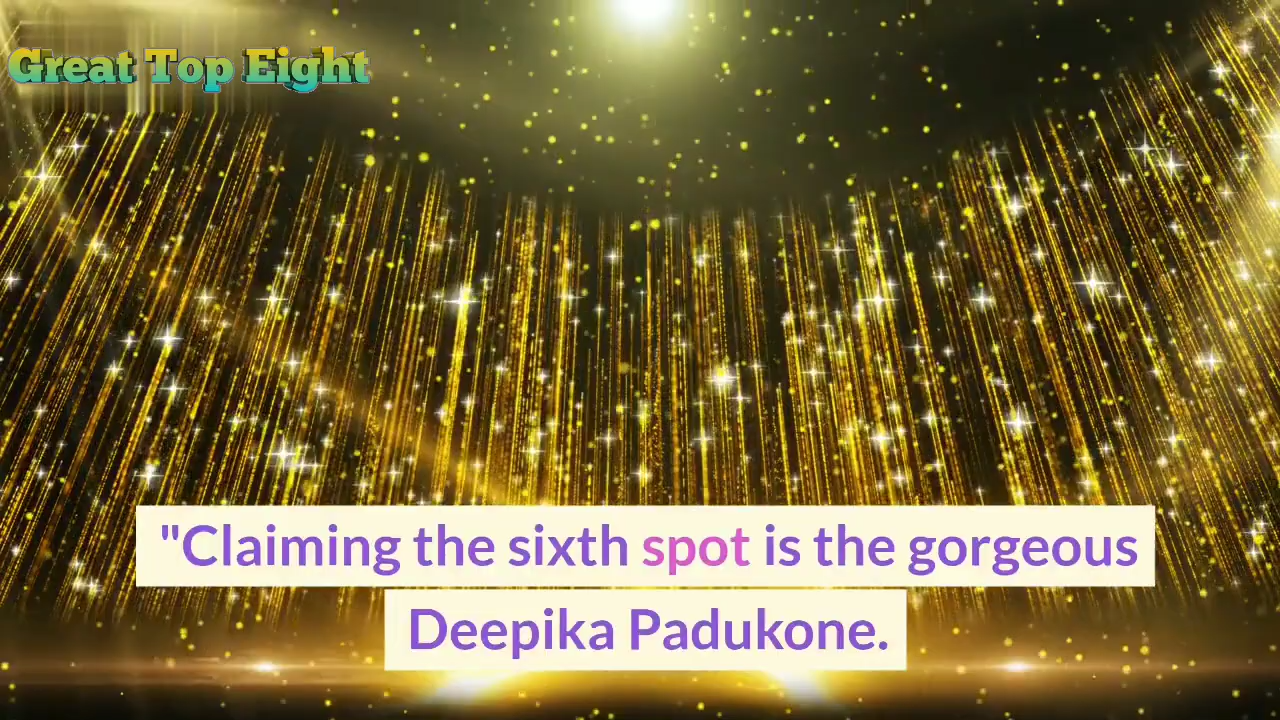 Great Top Eight
"Claiming the sixth spot is the gorgeous
Deepika Padukone.